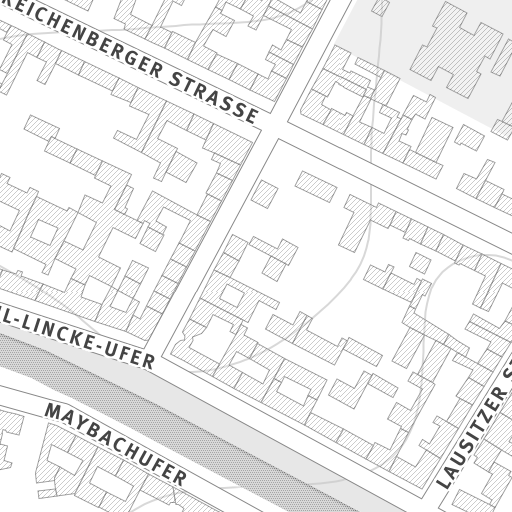 REICHENBERGER STRASSE
L-LINCKE-UFER
MAYBACHUFER
LAUSITZER S